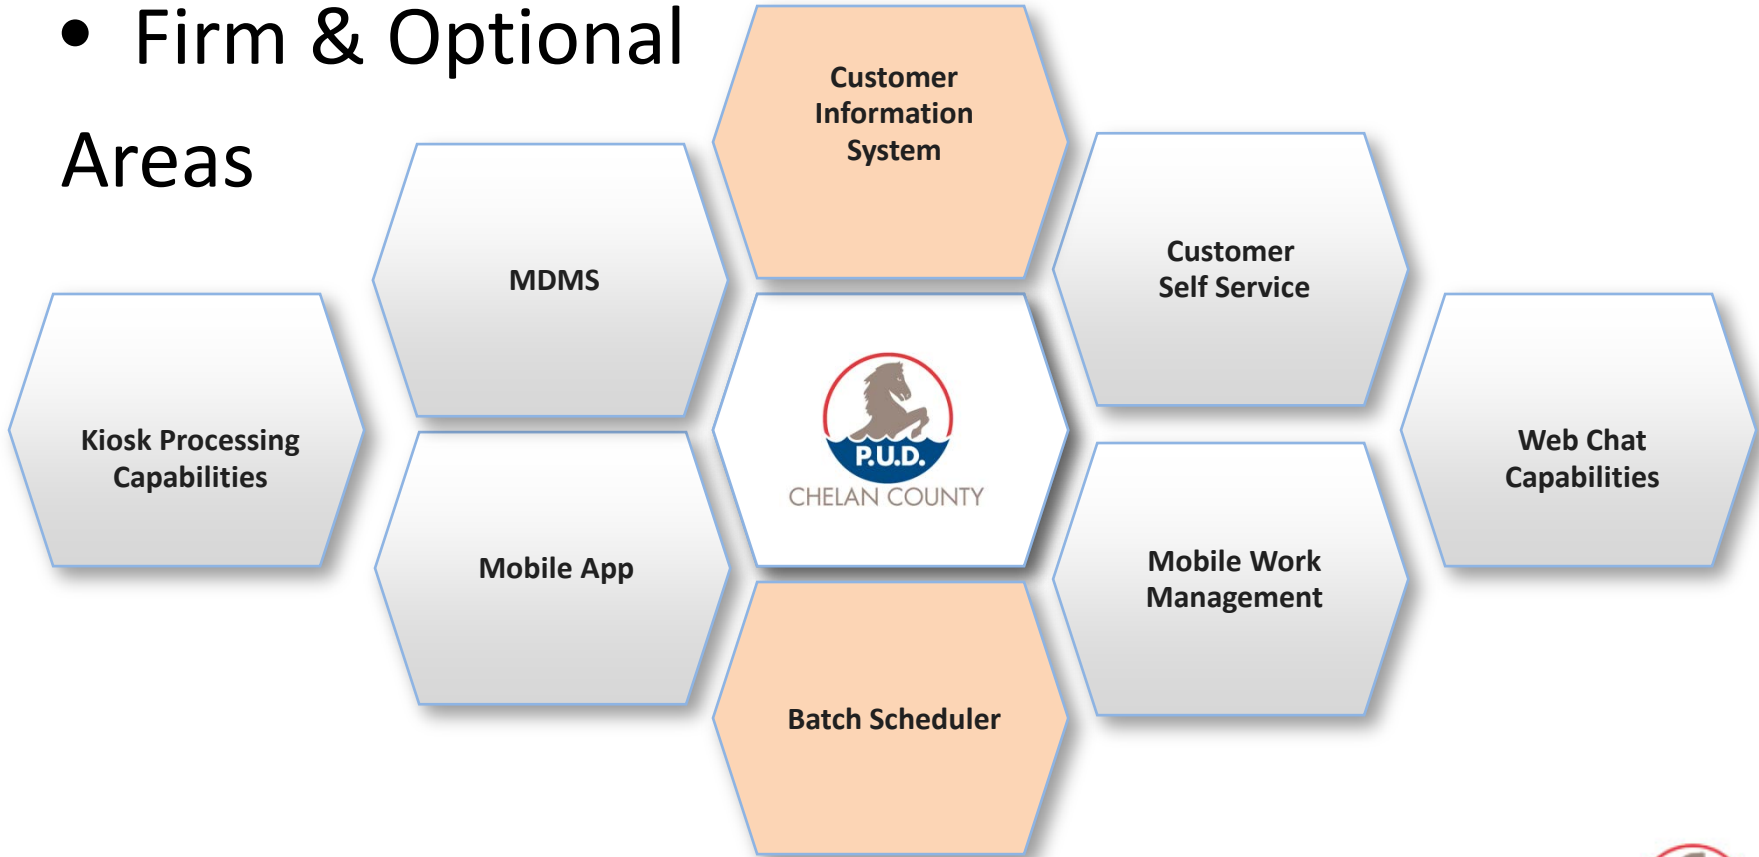 • Firm & Optional
Areas
Customer
Information
System
MDMS
Customer
Self Service
Kiosk Processing
Capabilities
P.U.D.
CHELAN COUNTY
Web Chat
Capabilities
Mobile App
Mobile Work
Management
Batch Scheduler